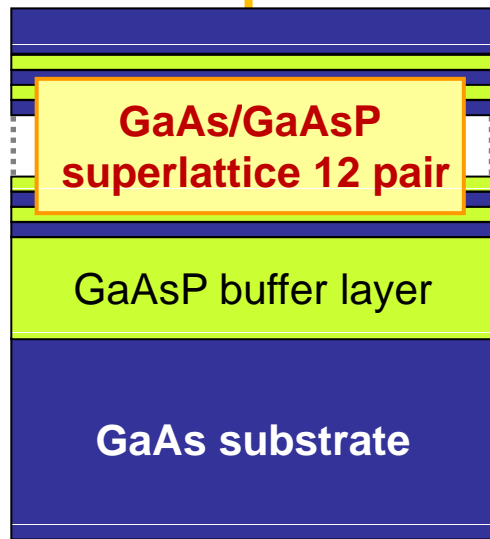 GaAs/GaAsP
superlattice 12 pair
GaAsP buffer layer
GaAs substrate